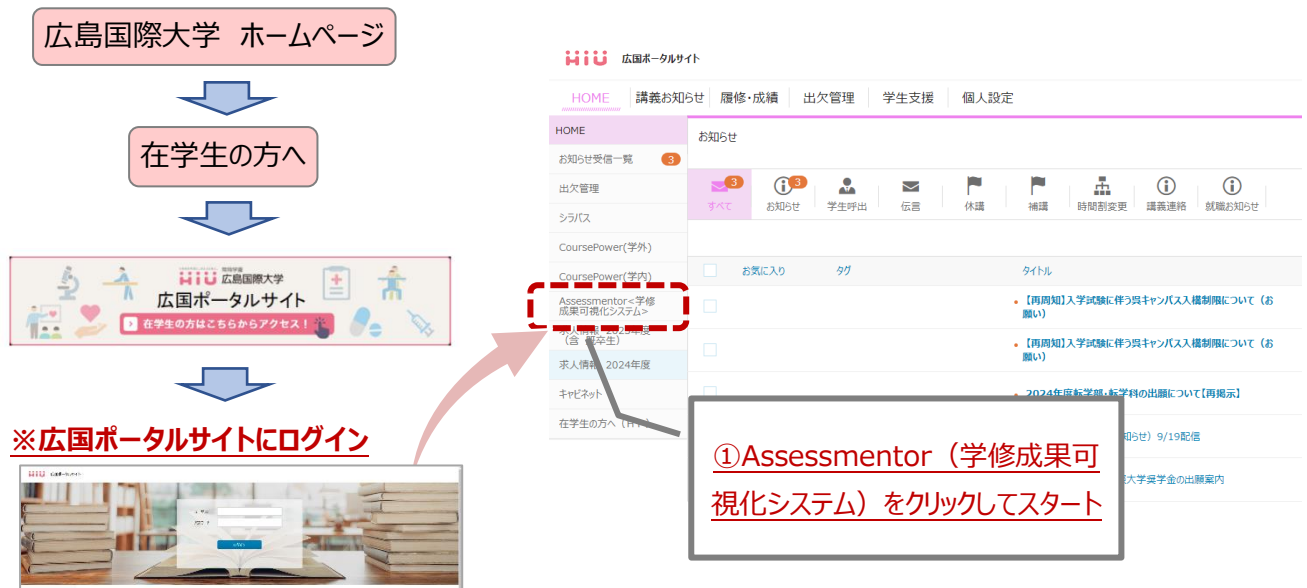 広島国際大学 ホームページ
在学生の方へ
HiU 広島国際大学
広国ポータルサイト
在学生の方はこちらからアクセス！
※広国ポータルサイトにログイン
HiU 広国ポータルサイト
HOME 講義お知らせ 履修・成績 出欠管理 学生支援 個人設定
HOME
お知らせ受信一覧 3
出欠管理
シラバス
CoursePower(学外)
CoursePower(学内)
Assessmentor<学修
成果可視化システム>
求人情報 2024年度
キャビネット
在学生の方へ
お知らせ
3 3
すべて お知らせ 学生呼出 伝言 休講 補講 時間割変更 講義連絡 就職お知らせ
お気に入り タグ タイトル
・【再周知】入学試験に伴う呉キャンパス入構制限について（お
願い）
・【再周知】入学試験に伴う呉キャンパス入構制限について（お
願い）
・2024年度転学部・転学科の出願について【再掲示】
知らせ）9/19配信
大学奨学金の出願案内
①Assessmentor（学修成果可
視化システム）をクリックしてスタート